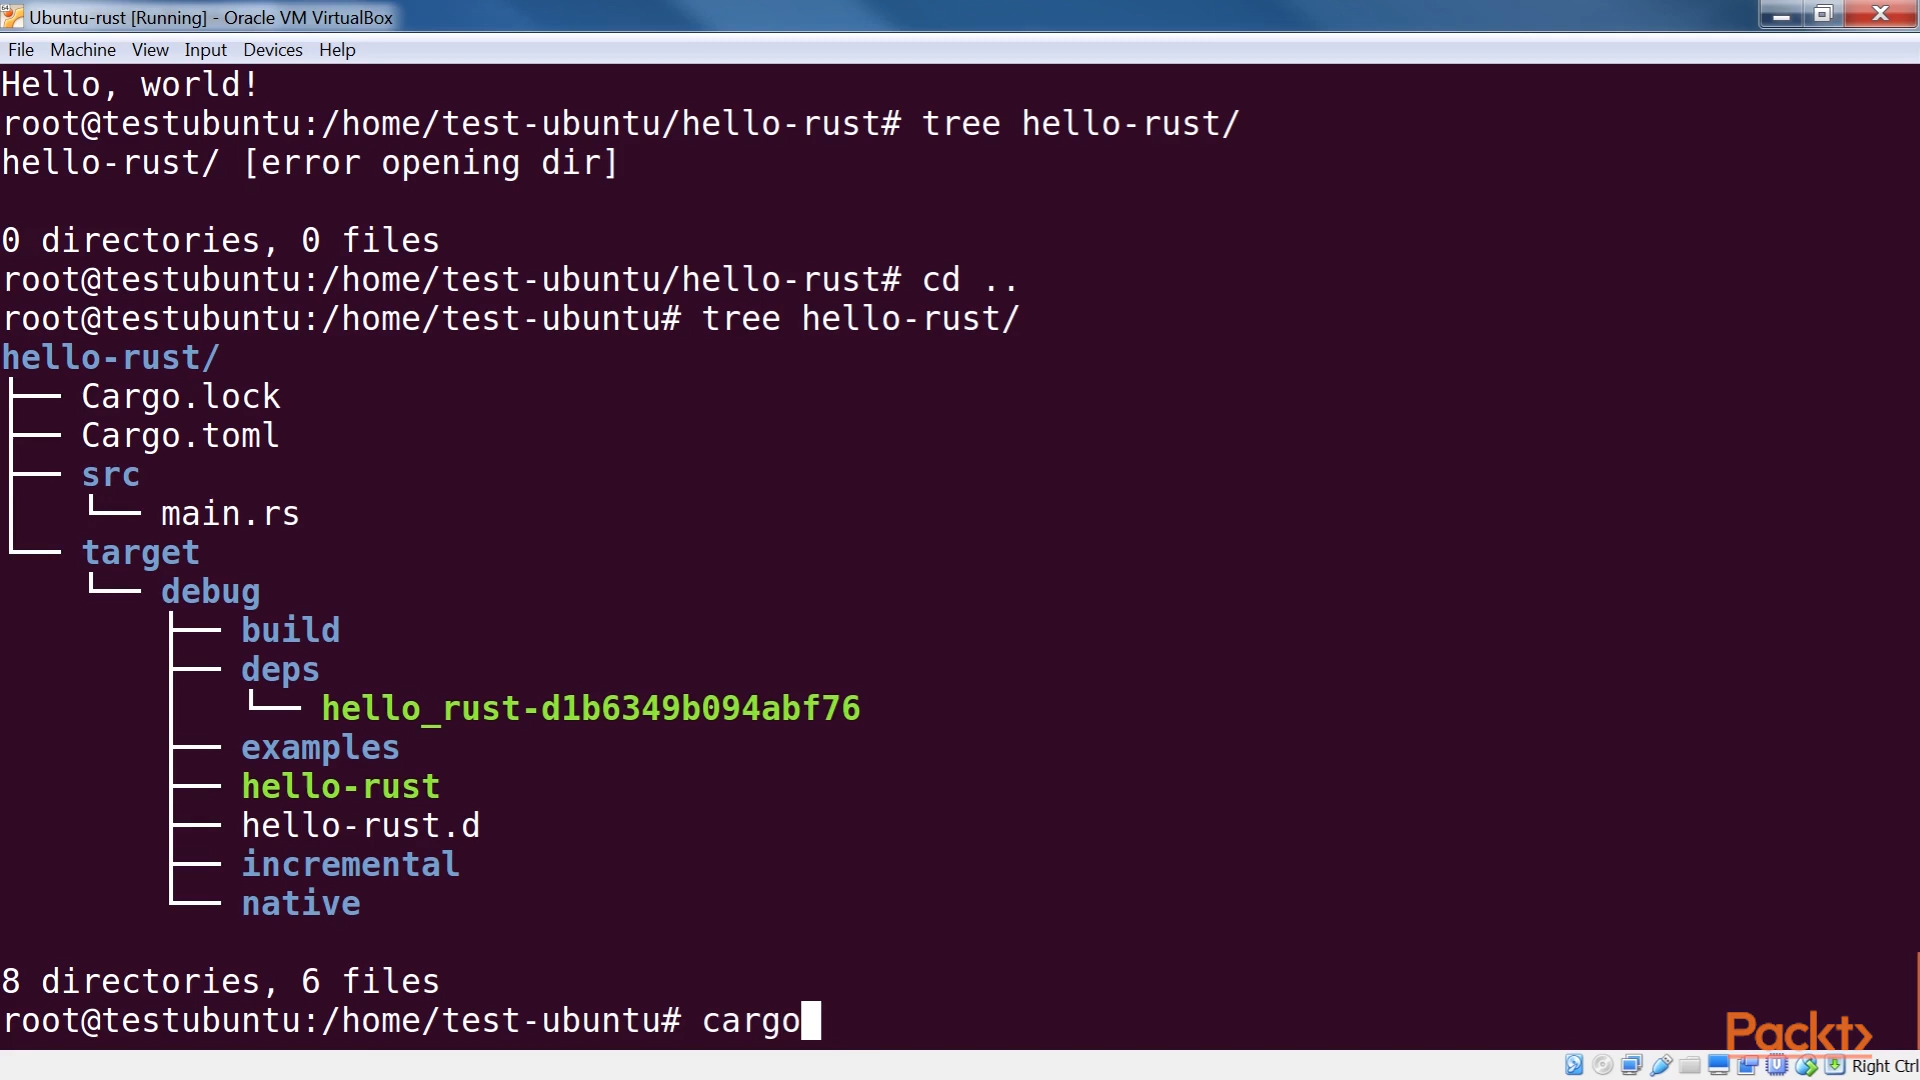 Ubuntu-rust [Running] - Oracle VM VirtualBox
File Machine View Input Devices Help
Hello, world!
root@testubuntu:/home/test-ubuntu/hello-rust# tree hello-rust/
hello-rust/ [error opening dir]
0 directories, 0 files
root@testubuntu:/home/test-ubuntu/hello-rust# cd ..
root@testubuntu:/home/test-ubuntu# tree hello-rust/
hello-rust/
├── Cargo.lock
├── Cargo.toml
├── src
│   └── main.rs
└── target
    └── debug
        ├── build
        ├── deps
        │   └── hello_rust-d1b6349b094abf76
        ├── examples
        ├── hello-rust
        ├── hello-rust.d
        ├── incremental
        └── native
8 directories, 6 files
root@testubuntu:/home/test-ubuntu# cargo
Packt>
Right Ctrl